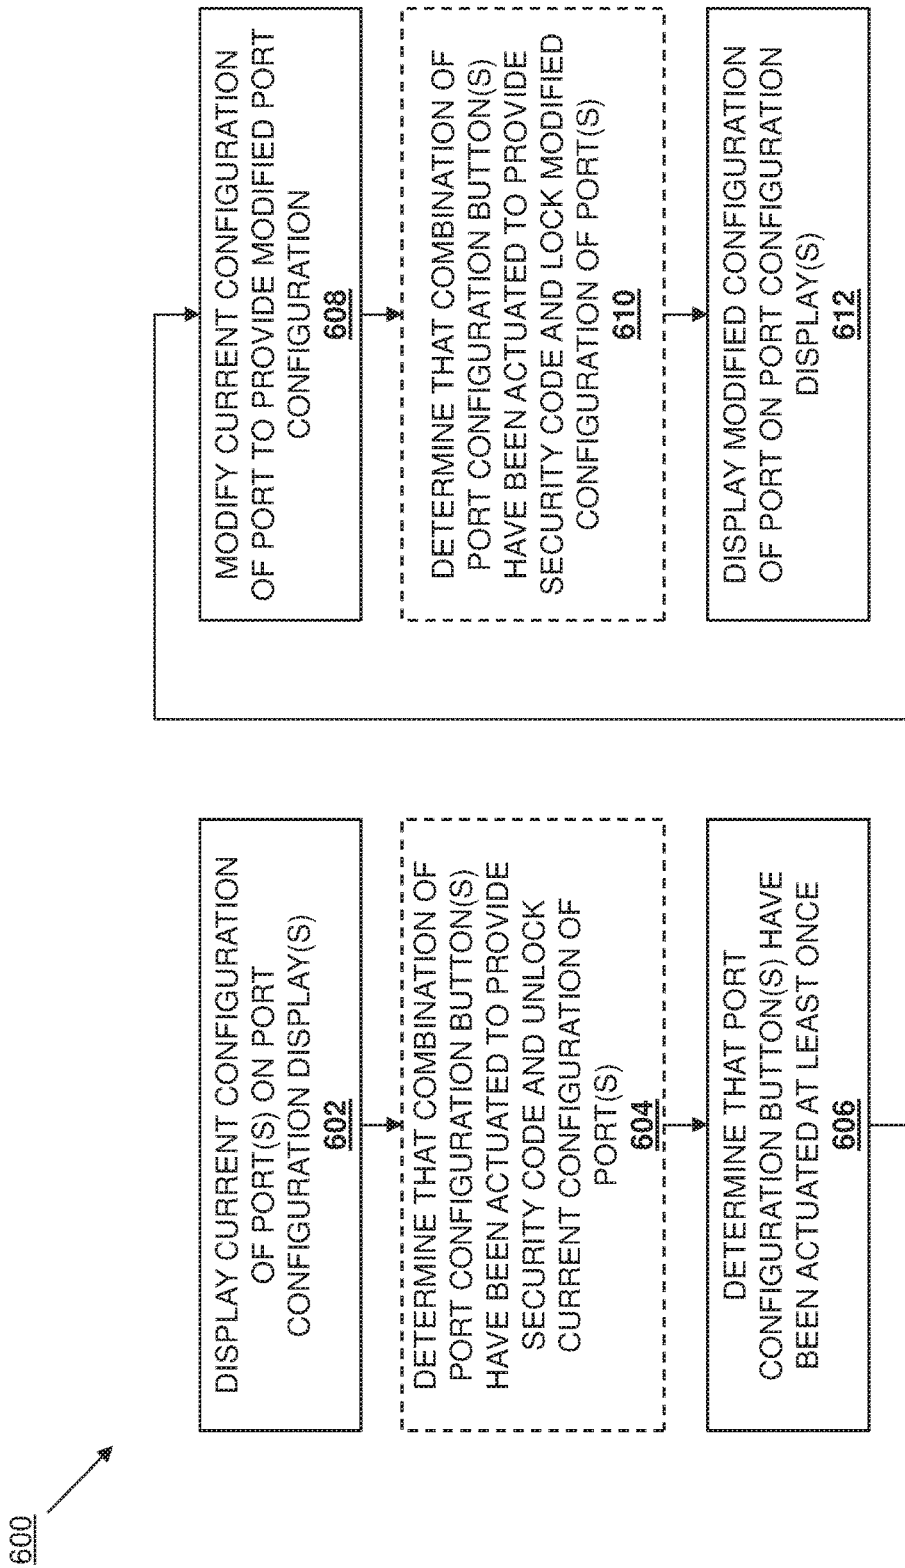 600
DISPLAY CURRENT CONFIGURATION
OF PORT(S) ON PORT
CONFIGURATION DISPLAY(S)
602
DETERMINE THAT COMBINATION OF
PORT CONFIGURATION BUTTON(S)
HAVE BEEN ACTUATED TO PROVIDE
SECURITY CODE AND UNLOCK
CURRENT CONFIGURATION OF
PORT(S)
604
DETERMINE THAT PORT
CONFIGURATION BUTTON(S) HAVE
BEEN ACTUATED AT LEAST ONCE
606
MODIFY CURRENT CONFIGURATION
OF PORT TO PROVIDE MODIFIED PORT
CONFIGURATION
608
DETERMINE THAT COMBINATION OF
PORT CONFIGURATION BUTTON(S)
HAVE BEEN ACTUATED TO PROVIDE
SECURITY CODE AND LOCK MODIFIED
CONFIGURATION OF PORT(S)
610
DISPLAY MODIFIED CONFIGURATION
OF PORT ON PORT CONFIGURATION
DISPLAY(S)
612